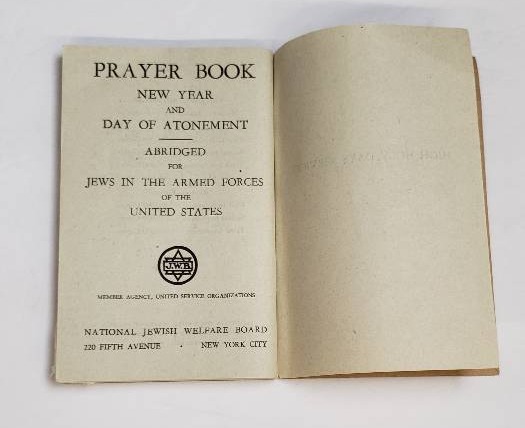 PRAYER BOOK
NEW YEAR
AND
DAY OF ATONEMENT
ABRIDGED
FOR
JEWS IN THE ARMED FORCES
OF THE
UNITED STATES
J.W.B
MEMBER AGENCY, UNITED SERVICE ORGANIZATIONS
NATIONAL JEWISH WELFARE BOARD
220 FIFTH AVENUE · NEW YORK CITY